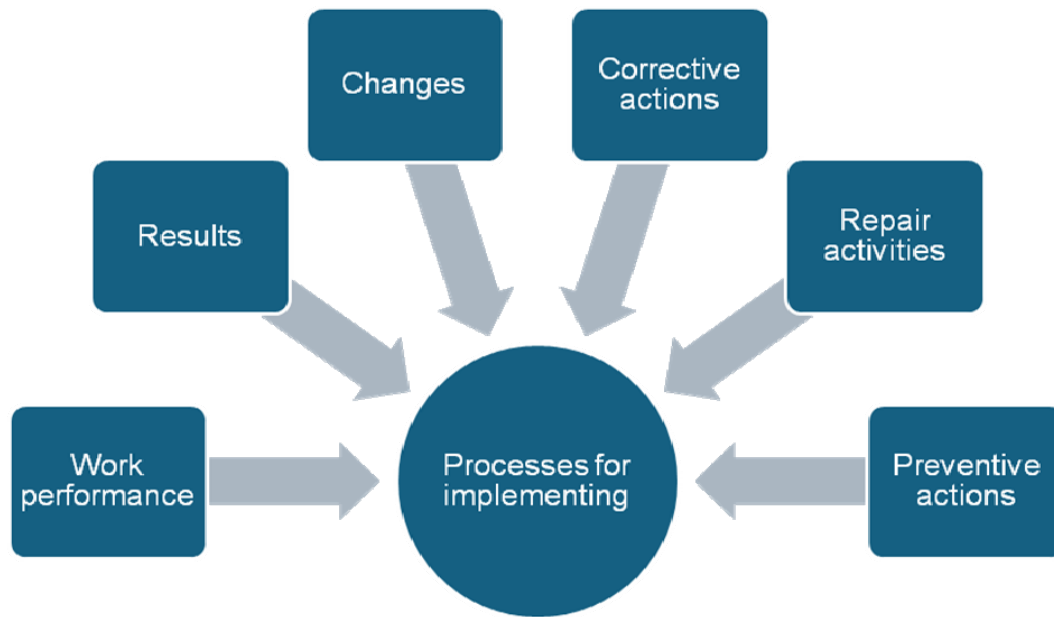 Changes
Corrective
actions
Results
Repair
activities
Work
performance
Processes for
implementing
Preventive
actions